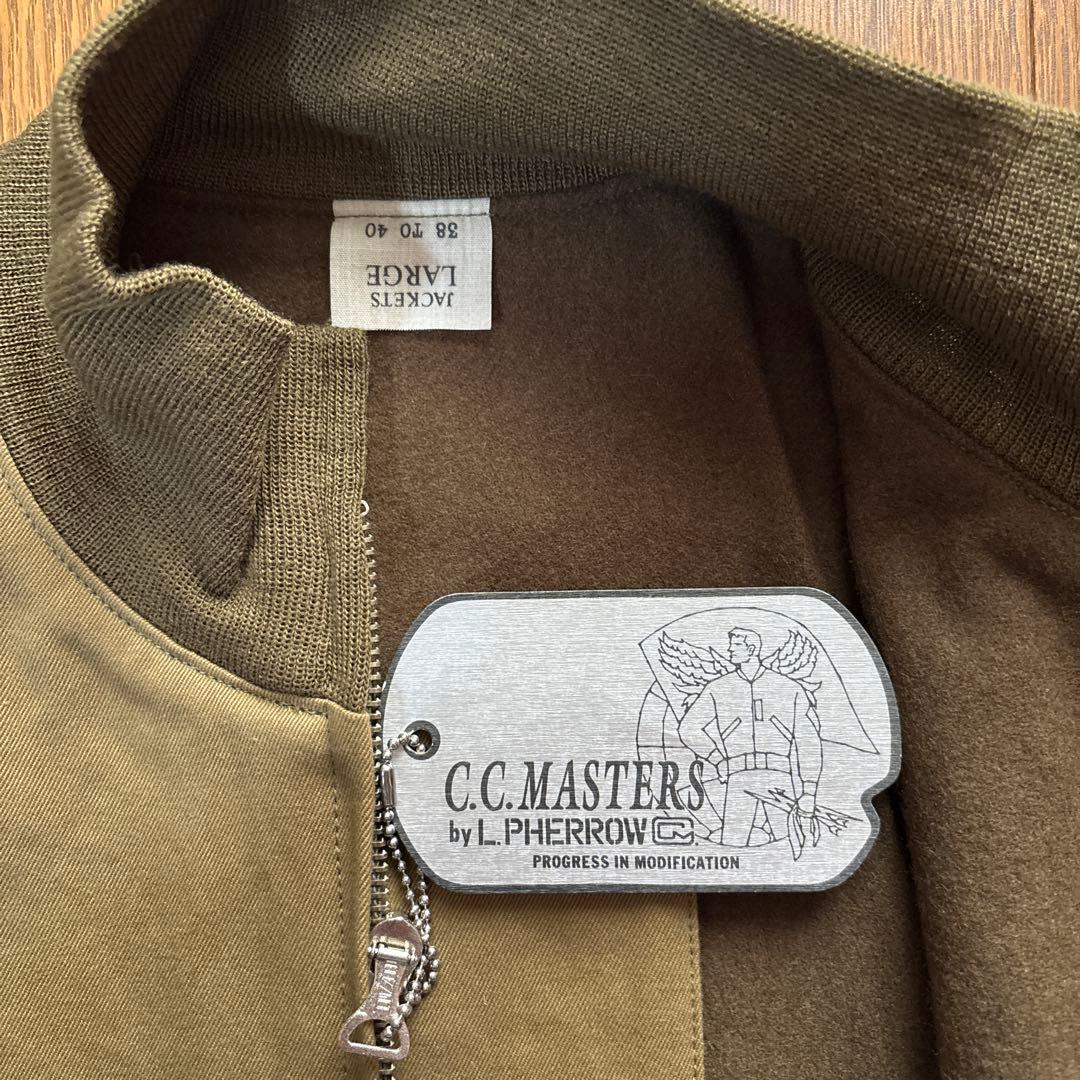 JACKETS
LARGE
38 TO 40
C.C.MASTERS
by L.PHERROW
PROGRESS IN MODIFICATION